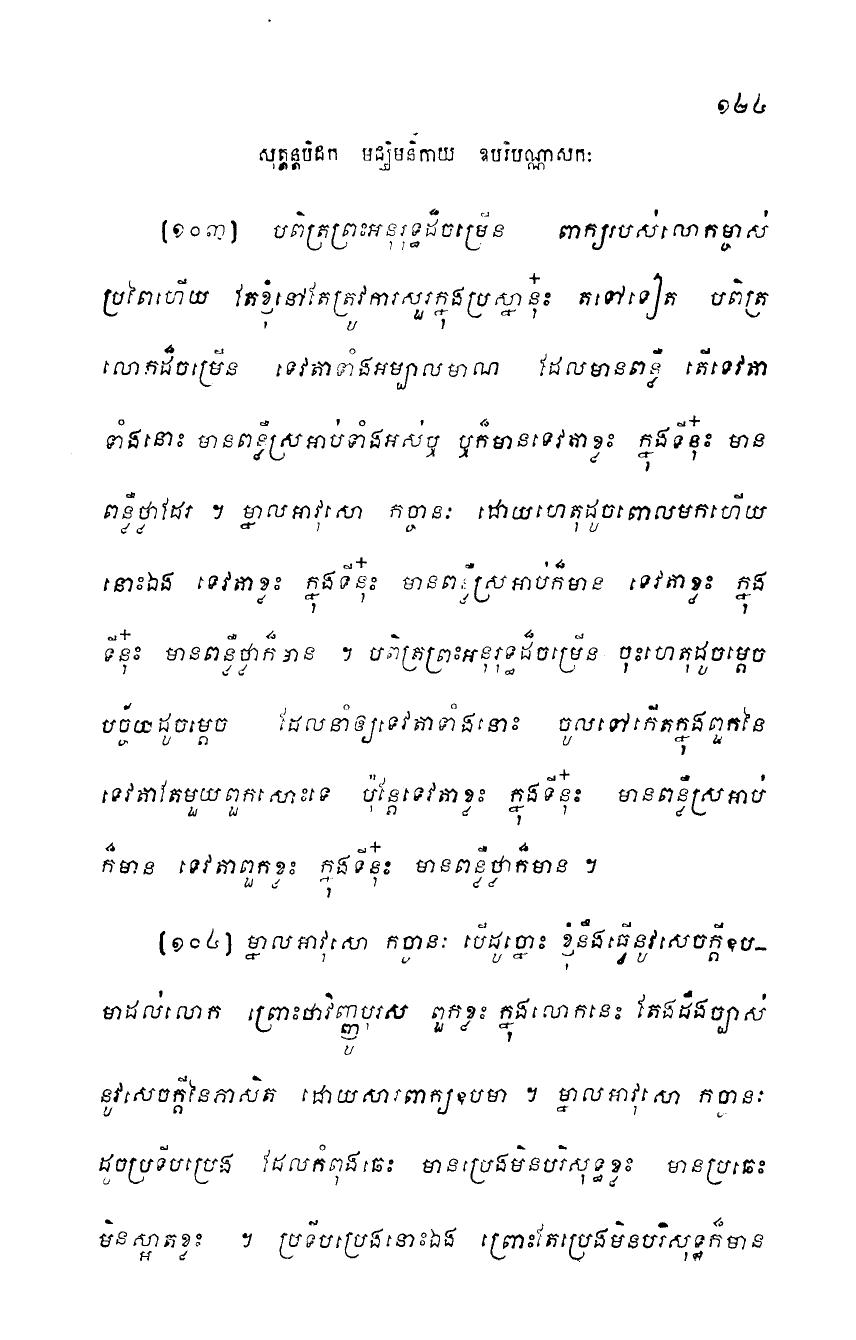 ១២៤
សុត្តន្តបិដក មជ្ឈិមនិកាយ ឧបរិបណ្ណាសកៈ
(១០៣) បពិត្រព្រះអនុរុទ្ធដ៏ចម្រើន ពាក្យរបស់លោកម្ចាស់
ប្រពៃហើយ តែខ្ញុំនៅតែត្រូវការសួរក្នុងប្រស្នានុ៎ះ តទៅទៀត បពិត្រ
លោកដ៏ចម្រើន ទេវតាទាំងអម្បាលមាណ ដែលមានពន្លឺ តើទេវតា
ទាំងនោះ មានពន្លឺស្រអាប់ទាំងអស់ឬ ឬក៏មានទេវតាខ្លះ ក្នុងទីនុ៎ះ មាន
ពន្លឺថ្លាដែរ ។ ម្នាលអាវុសោ កច្ចានៈ ដោយហេតុដូចពោលមកហើយ
នោះឯង ទេវតាខ្លះ ក្នុងទីនុ៎ះ មានពន្លឺស្រអាប់ក៏មាន ទេវតាខ្លះ ក្នុង
ទីនុ៎ះ មានពន្លឺថ្លាក៏មាន ។ បពិត្រព្រះអនុរុទ្ធដ៏ចម្រើន ចុះហេតុដូចម្តេច
បច្ច័យដូចម្តេច ដែលនាំឲ្យទេវតាទាំងនោះ ចូលទៅកើតក្នុងពួកនៃ
ទេវតាតែមួយពួកសោះទេ ប៉ុន្តែទេវតាខ្លះ ក្នុងទីនុ៎ះ មានពន្លឺស្រអាប់
ក៏មាន ទេវតាពួកខ្លះ ក្នុងទីនុ៎ះ មានពន្លឺថ្លាក៏មាន ។
(១០៤) ម្នាលអាវុសោ កច្ចានៈ បើដូច្នោះ ខ្ញុំនឹងធ្វើនូវសេចក្តីឧប-
មាដល់លោក ព្រោះថាវិញ្ញូបុរស ពួកខ្លះ ក្នុងលោកនេះ តែងដឹងច្បាស់
នូវសេចក្តីនៃភាសិត ដោយសារពាក្យឧបមា ។ ម្នាលអាវុសោ កច្ចានៈ
ដូចប្រទីបប្រេង ដែលកំពុងឆេះ មានប្រេងមិនបរិសុទ្ធខ្លះ មានប្រឆេះ
មិនស្អាតខ្លះ ។ ប្រទីបប្រេងនោះឯង ព្រោះតែប្រេងមិនបរិសុទ្ធក៏មាន